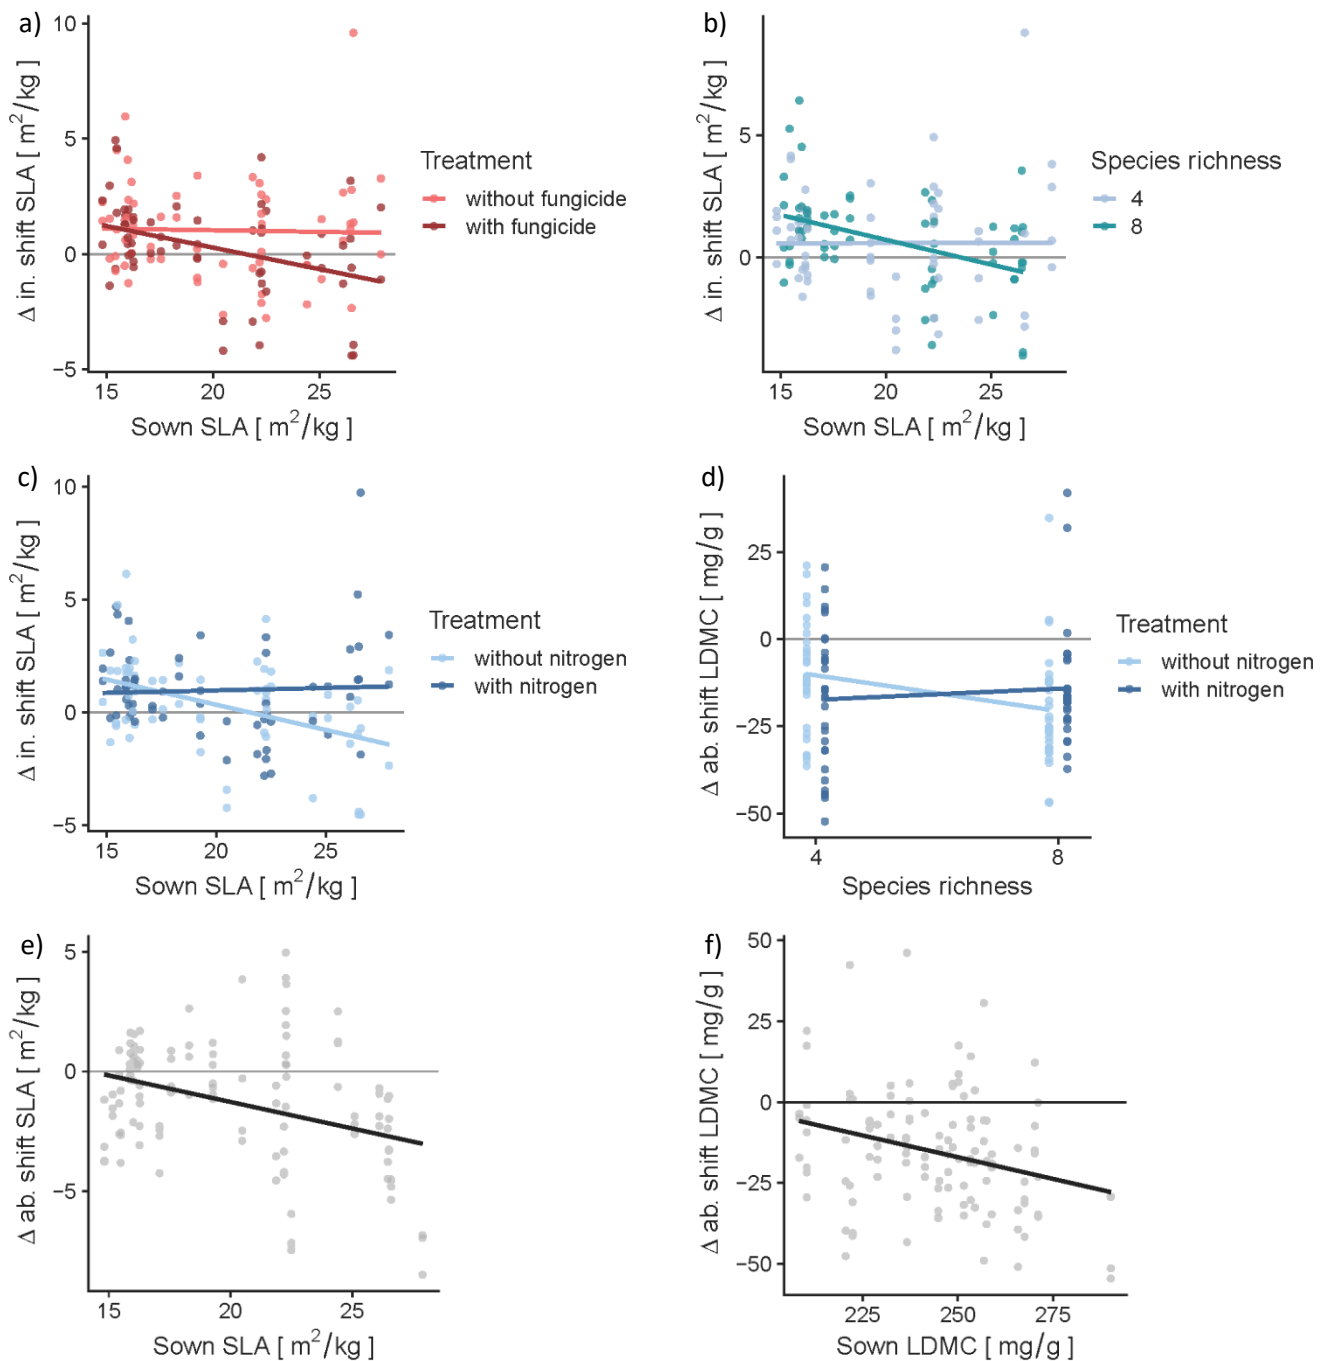 a)
10
5
0
−5
Δ in. shift SLA [ m²/kg ]
15 20 25
Sown SLA [ m²/kg ]
Treatment
without fungicide
with fungicide
b)
5
0
Δ in. shift SLA [ m²/kg ]
15 20 25
Sown SLA [ m²/kg ]
Species richness
4
8
c)
10
5
0
−5
Δ in. shift SLA [ m²/kg ]
15 20 25
Sown SLA [ m²/kg ]
Treatment
without nitrogen
with nitrogen
d)
25
0
−25
−50
Δ ab. shift LDMC [ mg/g ]
4 8
Species richness
Treatment
without nitrogen
with nitrogen
e)
5
0
−5
Δ ab. shift SLA [ m²/kg ]
15 20 25
Sown SLA [ m²/kg ]
f)
50
25
0
−25
−50
Δ ab. shift LDMC [ mg/g ]
225 250 275
Sown LDMC [ mg/g ]